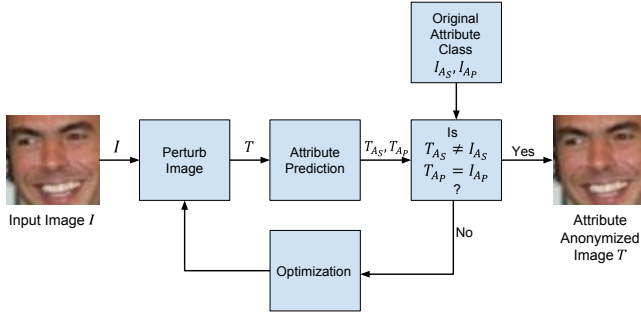 Original
Attribute
Class
I_{A_S}, I_{A_P}
I
Perturb
Image
T
Attribute
Prediction
T_{A_S}, T_{A_P}
Is
T_{A_S} ≠ I_{A_S}
T_{A_P} = I_{A_P}
?
Yes
No
Optimization
Input Image I
Attribute
Anonymized
Image T